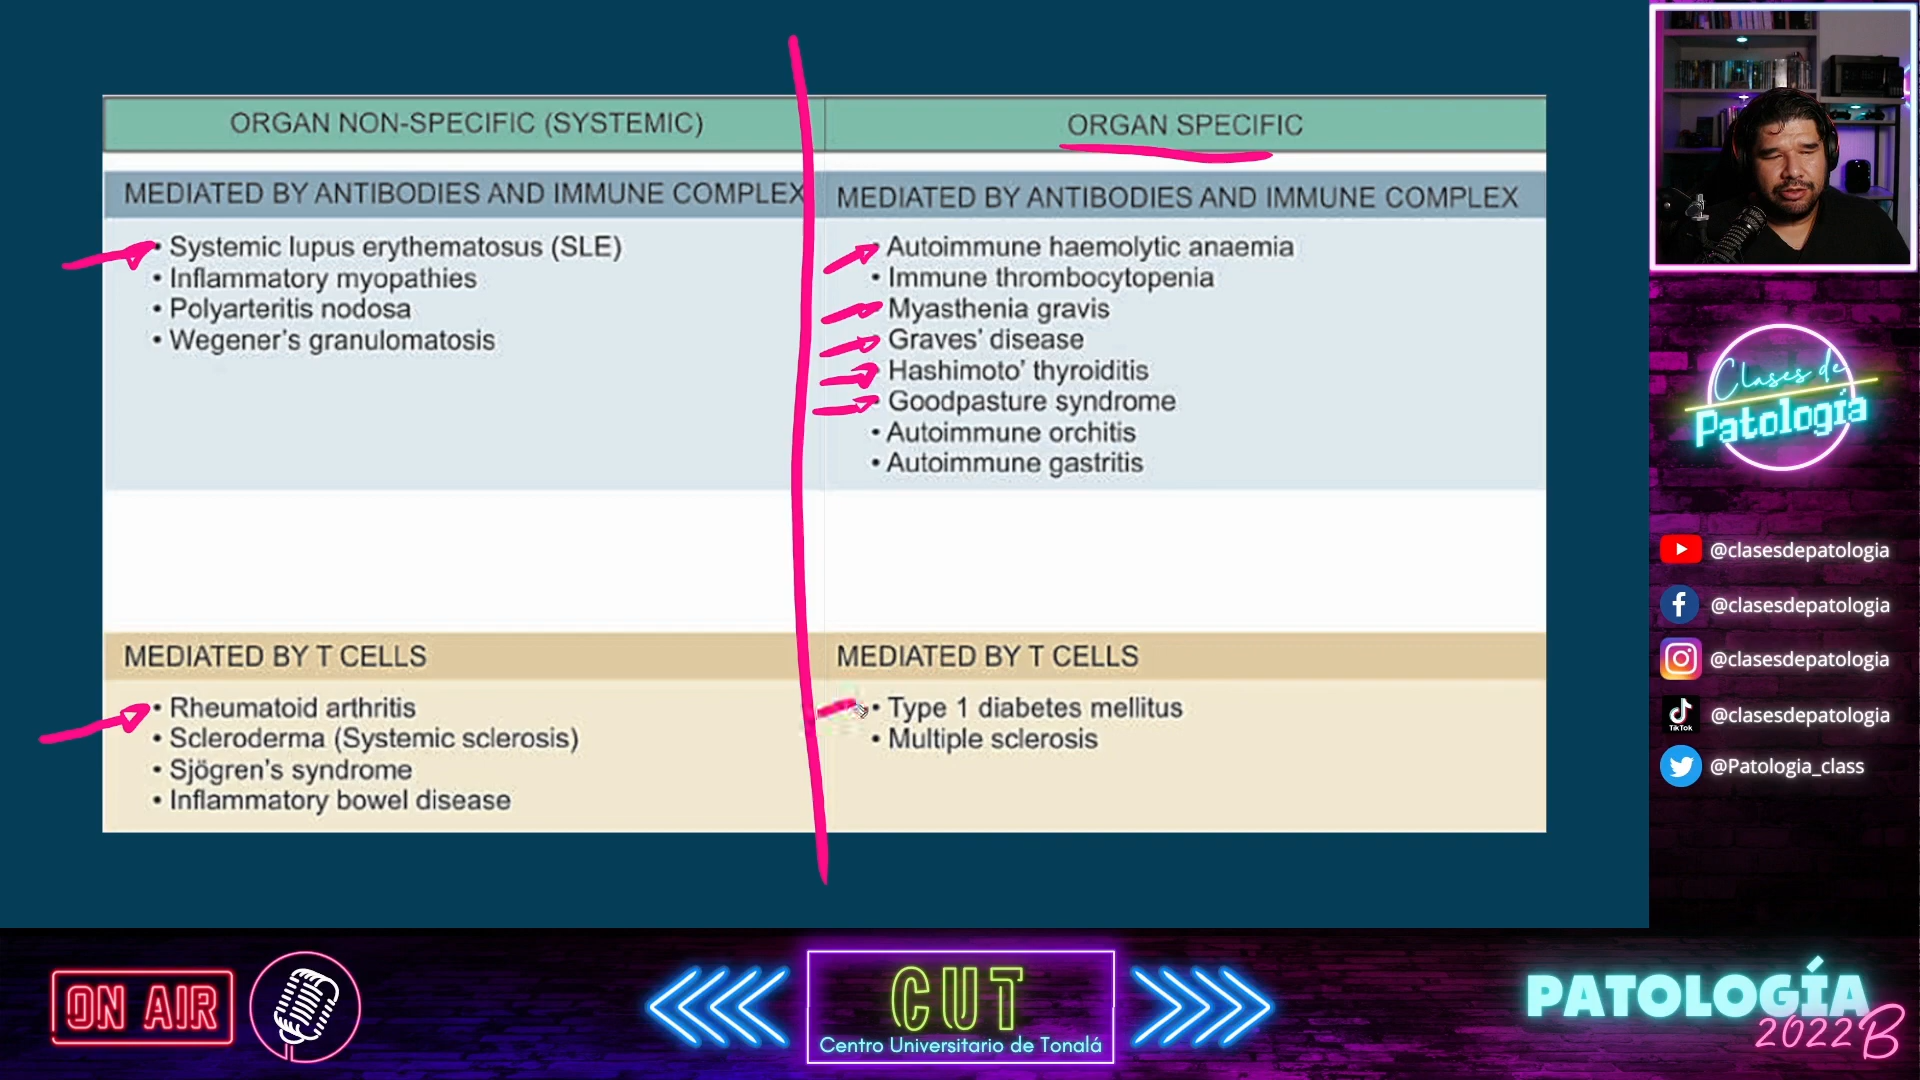 ORGAN NON-SPECIFIC (SYSTEMIC)
ORGAN SPECIFIC
MEDIATED BY ANTIBODIES AND IMMUNE COMPLEX
MEDIATED BY ANTIBODIES AND IMMUNE COMPLEX
• Systemic lupus erythematosus (SLE)
• Inflammatory myopathies
• Polyarteritis nodosa
• Wegener's granulomatosis
• Autoimmune haemolytic anaemia
• Immune thrombocytopenia
• Myasthenia gravis
• Graves' disease
• Hashimoto' thyroiditis
• Goodpasture syndrome
• Autoimmune orchitis
• Autoimmune gastritis
MEDIATED BY T CELLS
MEDIATED BY T CELLS
• Rheumatoid arthritis
• Scleroderma (Systemic sclerosis)
• Sjögren's syndrome
• Inflammatory bowel disease
• Type 1 diabetes mellitus
• Multiple sclerosis
Clases de
Patología
@clasesdepatologia
@clasesdepatologia
@clasesdepatologia
TikTok
@clasesdepatologia
@Patologia_class
ON AIR
CUT
Centro Universitario de Tonalá
PATOLOGÍA
2022B